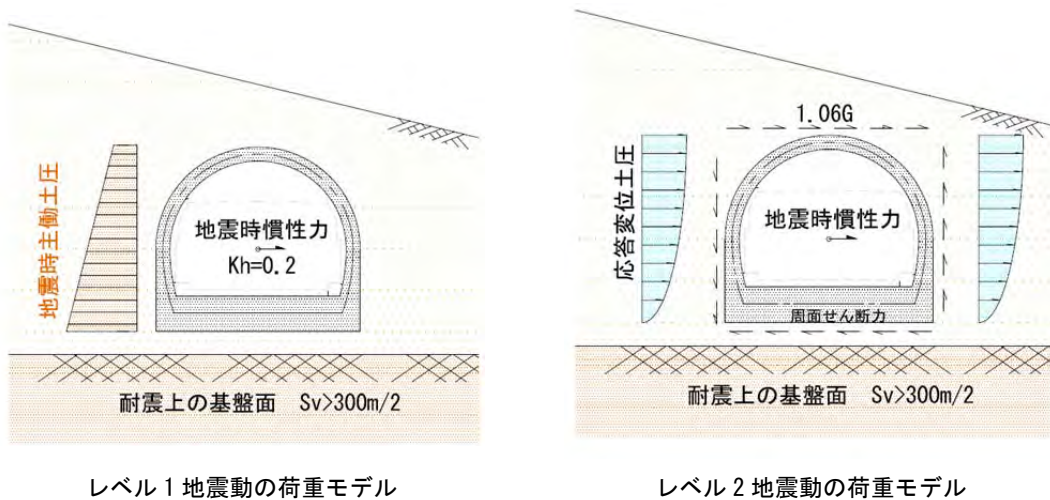 地震時主働土圧
地震時慣性力
Kh=0.2
耐震上の基盤面 Sv>300m/2
レベル1地震動の荷重モデル
1.06G
応答変位土圧
地震時慣性力
周面せん断力
耐震上の基盤面 Sv>300m/2
レベル2地震動の荷重モデル